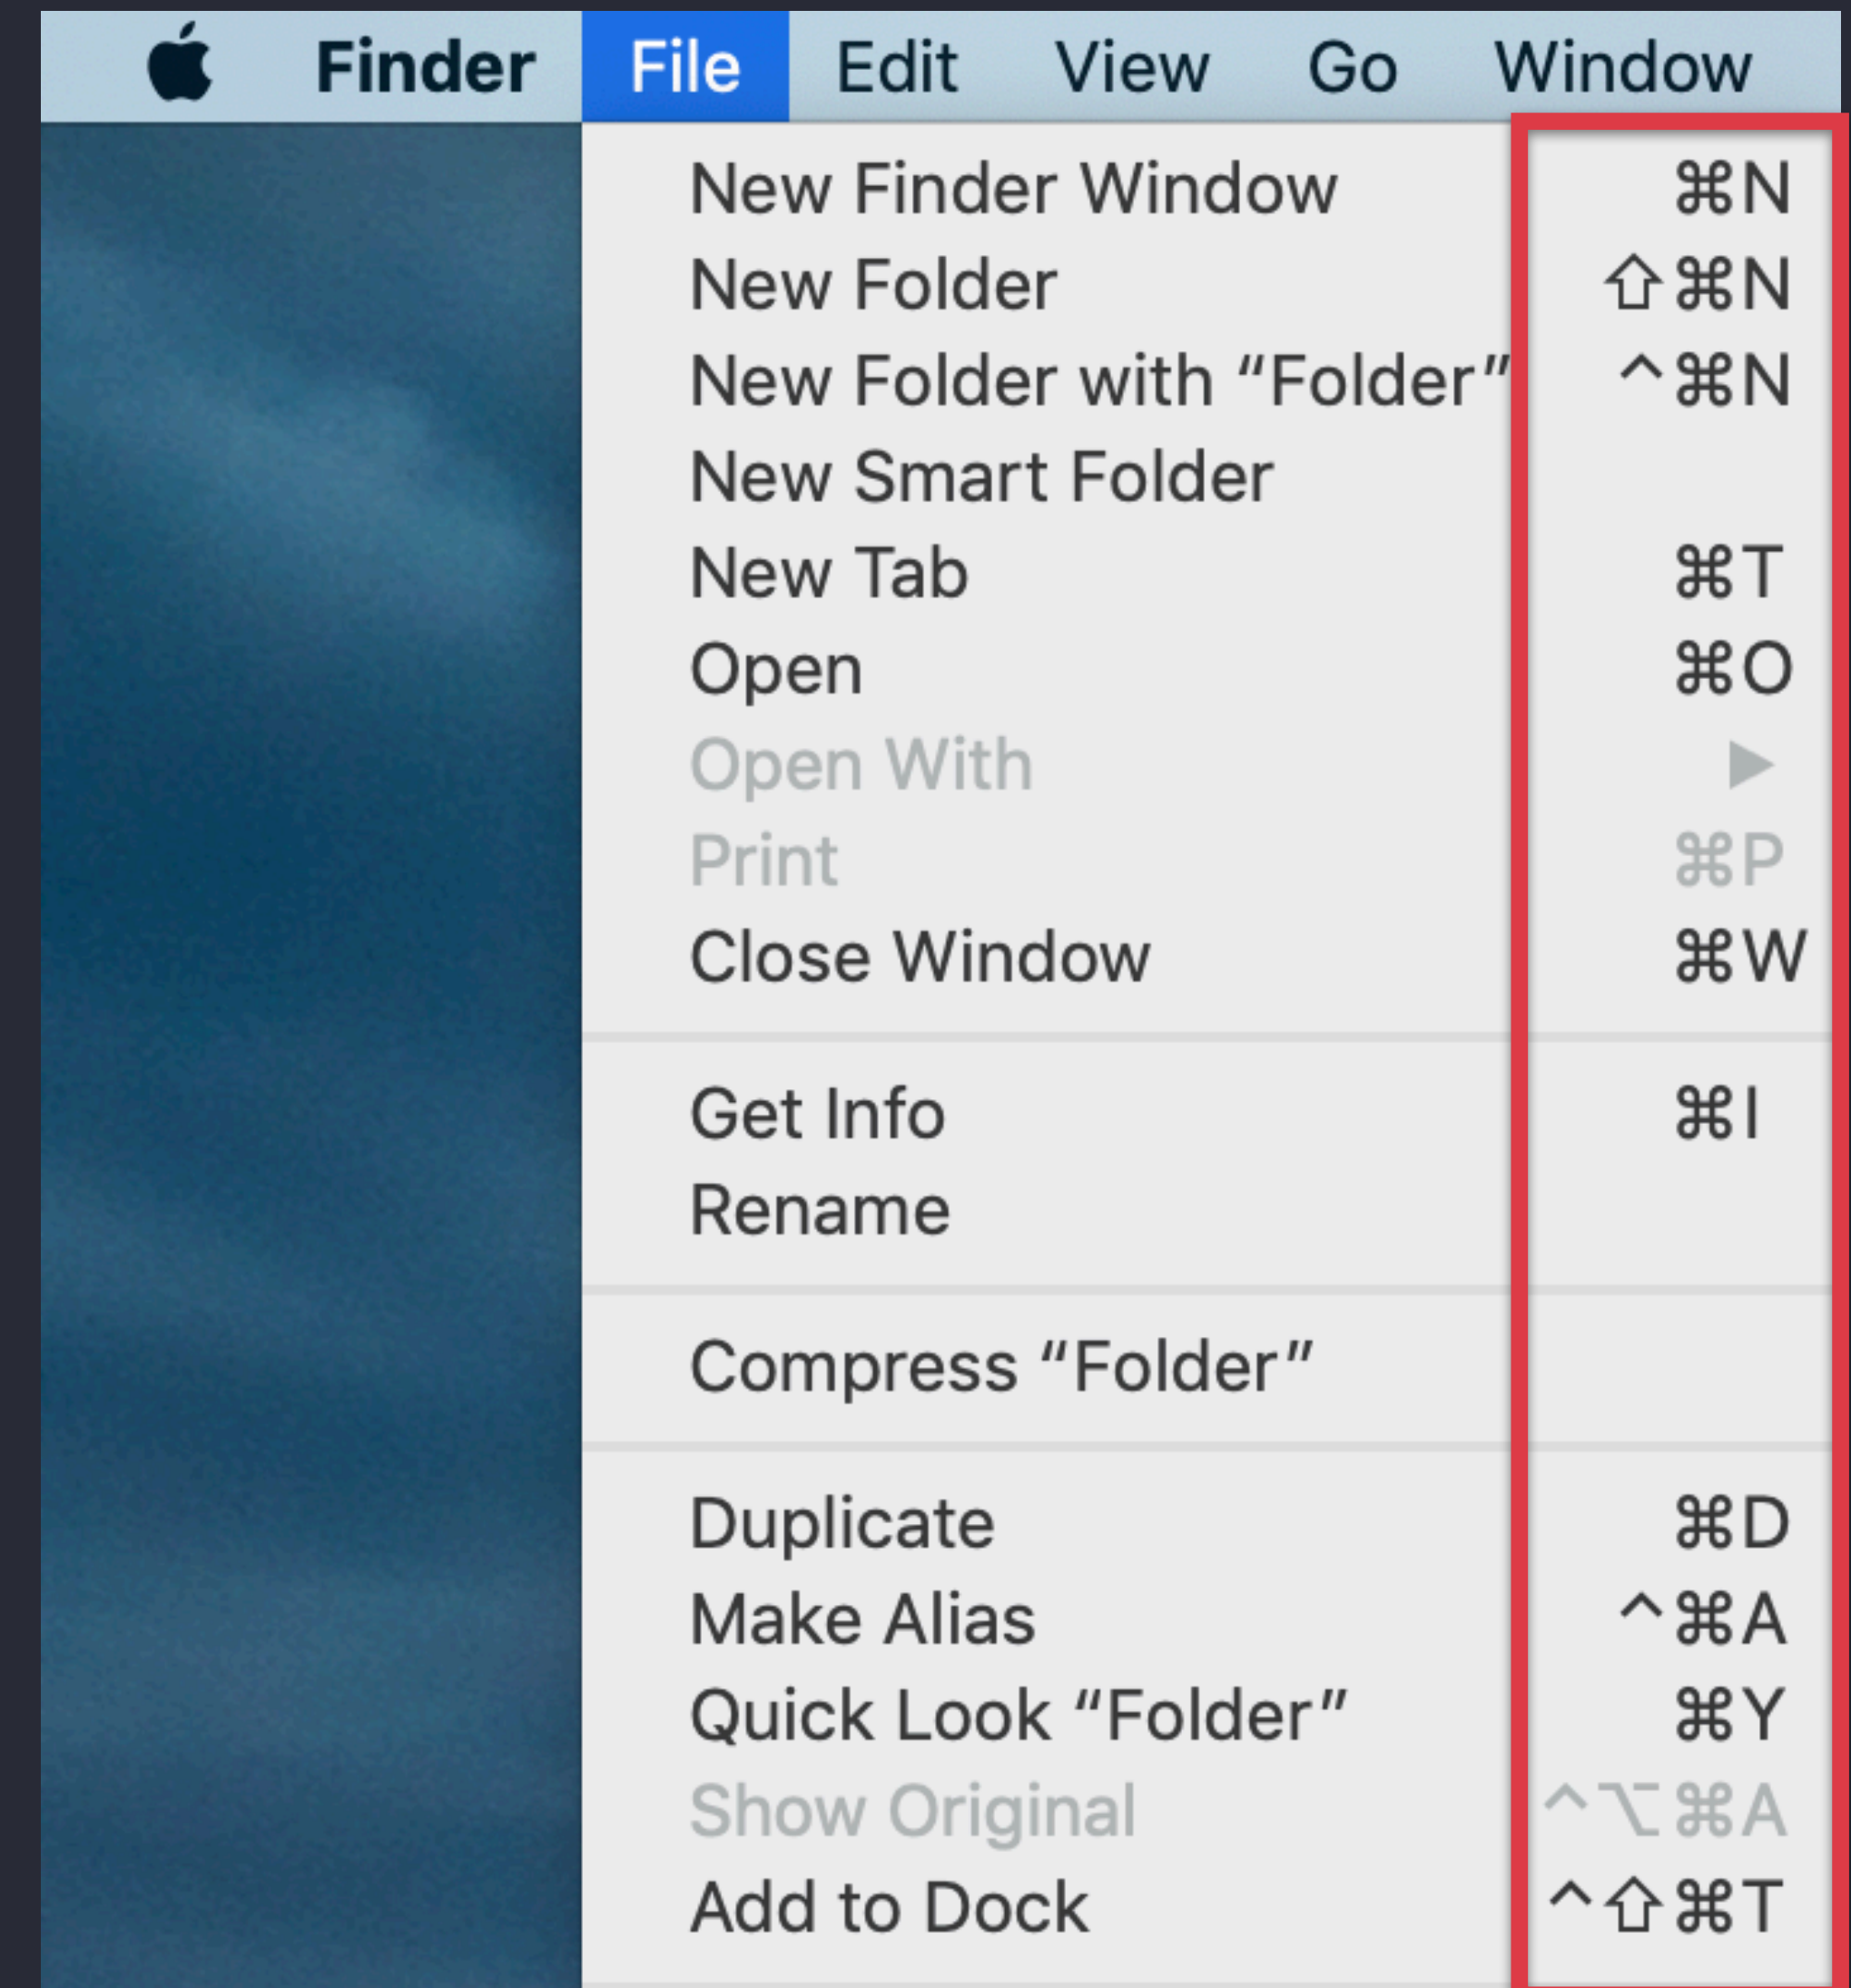 Finder File Edit View Go Window
New Finder Window ⌘N
New Folder ⇧⌘N
New Folder with “Folder” ^⌘N
New Smart Folder
New Tab ⌘T
Open ⌘O
Open With ▶
Print ⌘P
Close Window ⌘W
Get Info ⌘I
Rename
Compress “Folder”
Duplicate ⌘D
Make Alias ^⌘A
Quick Look “Folder” ⌘Y
Show Original ^⌥⌘A
Add to Dock ^⇧⌘T